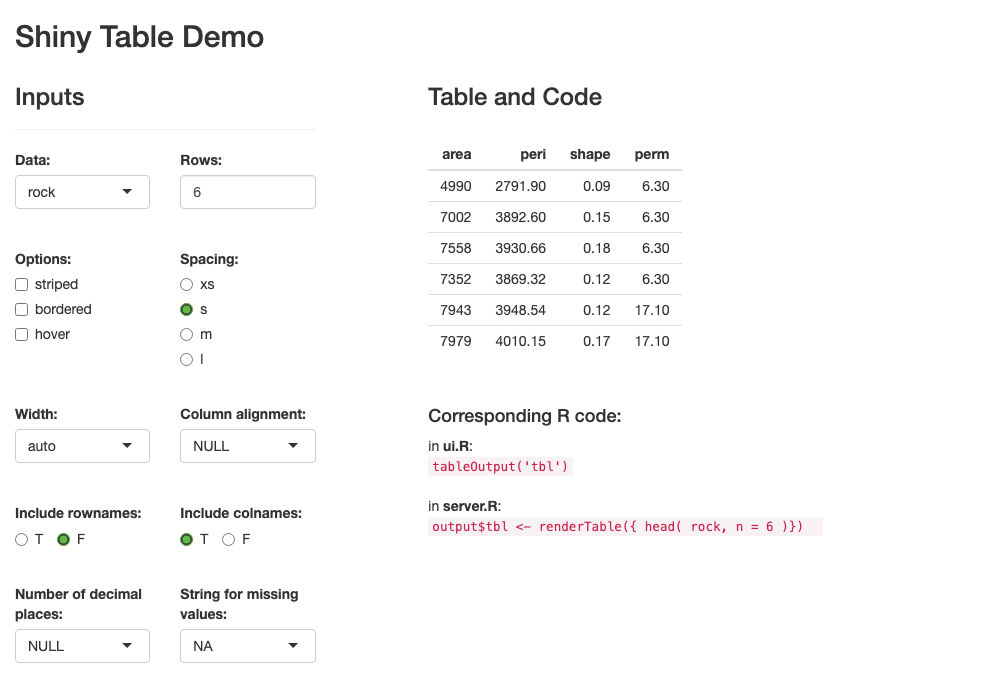 Shiny Table Demo
Inputs
Data: Rows:
rock 6
Options: Spacing:
striped xs
bordered s
hover m
l
Width: Column alignment:
auto NULL
Include rownames: Include colnames:
T F T F
Number of decimal String for missing
places: values:
NULL NA
Table and Code
area peri shape perm
4990 2791.90 0.09 6.30
7002 3892.60 0.15 6.30
7558 3930.66 0.18 6.30
7352 3869.32 0.12 6.30
7943 3948.54 0.12 17.10
7979 4010.15 0.17 17.10
Corresponding R code:
in ui.R:
tableOutput('tbl')
in server.R:
output$tbl <- renderTable({ head( rock, n = 6 )})